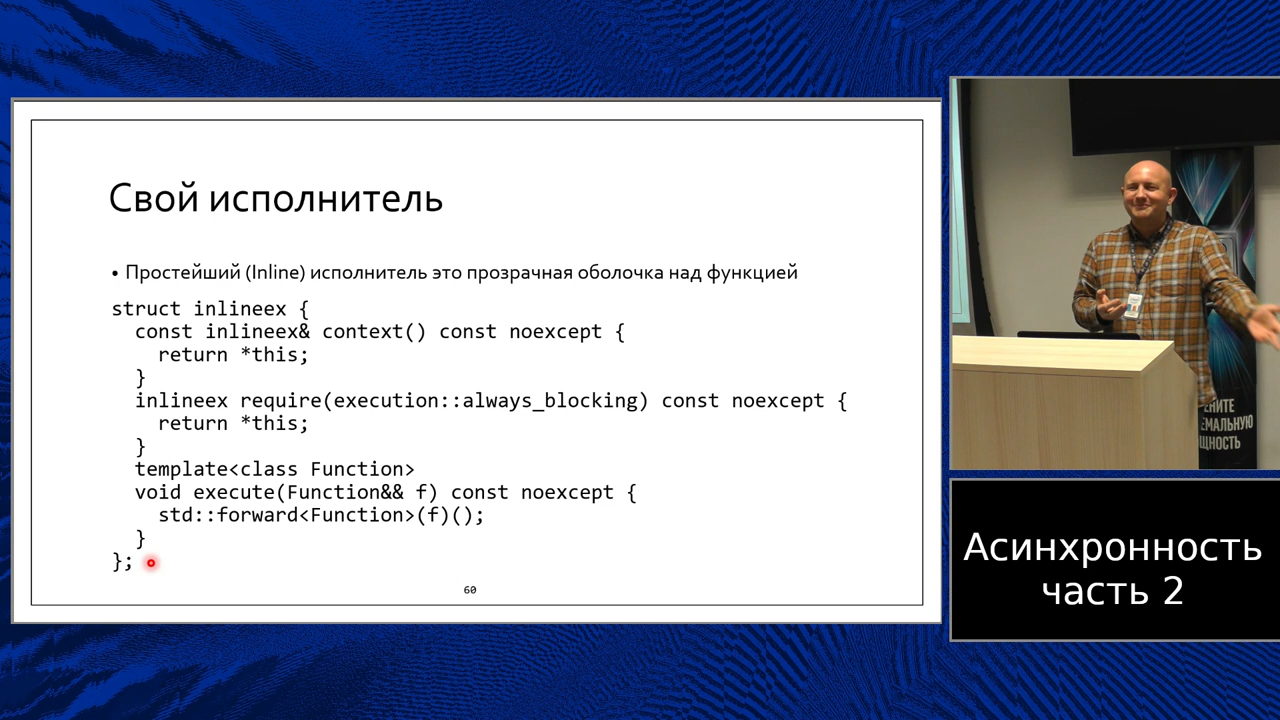 Свой исполнитель
• Простейший (Inline) исполнитель это прозрачная оболочка над функцией
struct inlineex {
  const inlineex& context() const noexcept {
    return *this;
  }
  inlineex require(execution::always_blocking) const noexcept {
    return *this;
  }
  template<class Function>
  void execute(Function&& f) const noexcept {
    std::forward<Function>(f)();
  }
};
60
Асинхронность
часть 2